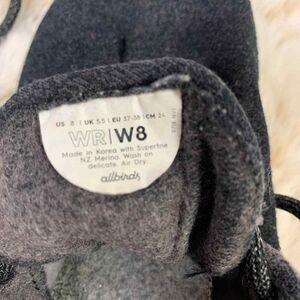 US 8 | UK 5.5 | EU 37-38 | CM 24
WR|W8
Made in Korea with Superfine
NZ Merino. Wash on
delicate. Air Dry.
allbirds